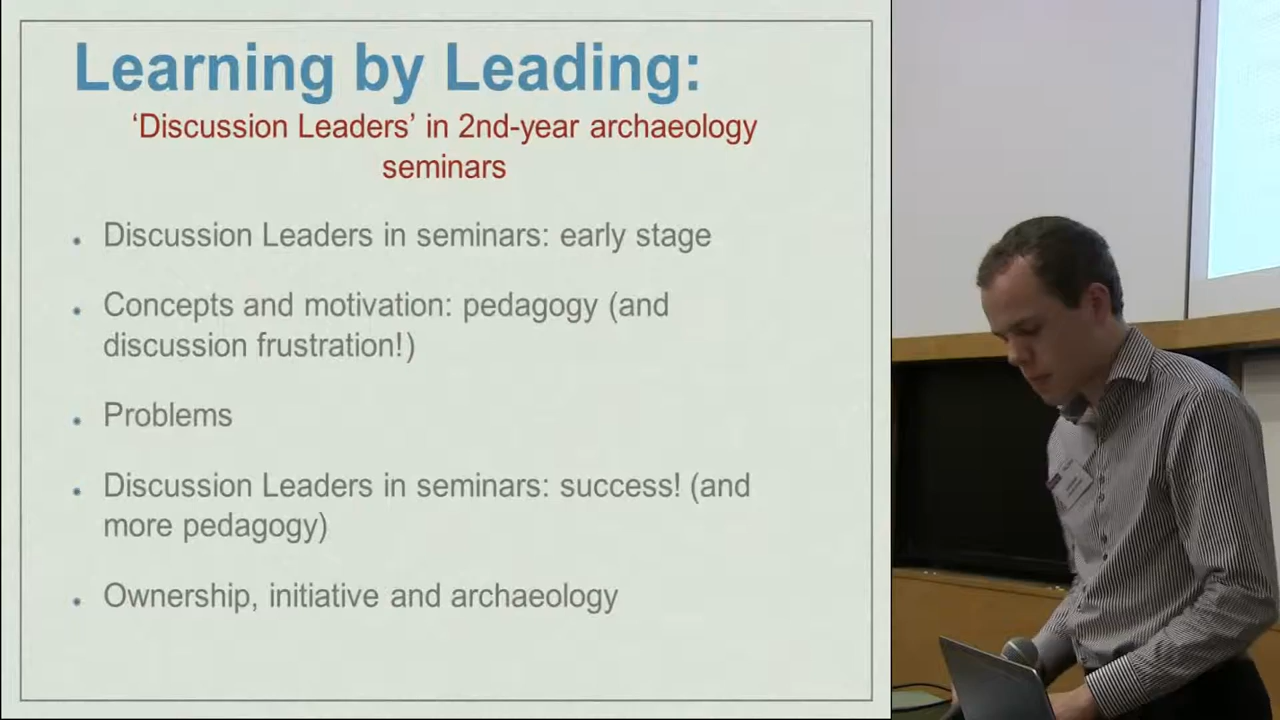 Learning by Leading:
‘Discussion Leaders’ in 2nd-year archaeology
seminars
Discussion Leaders in seminars: early stage
Concepts and motivation: pedagogy (and
discussion frustration!)
Problems
Discussion Leaders in seminars: success! (and
more pedagogy)
Ownership, initiative and archaeology